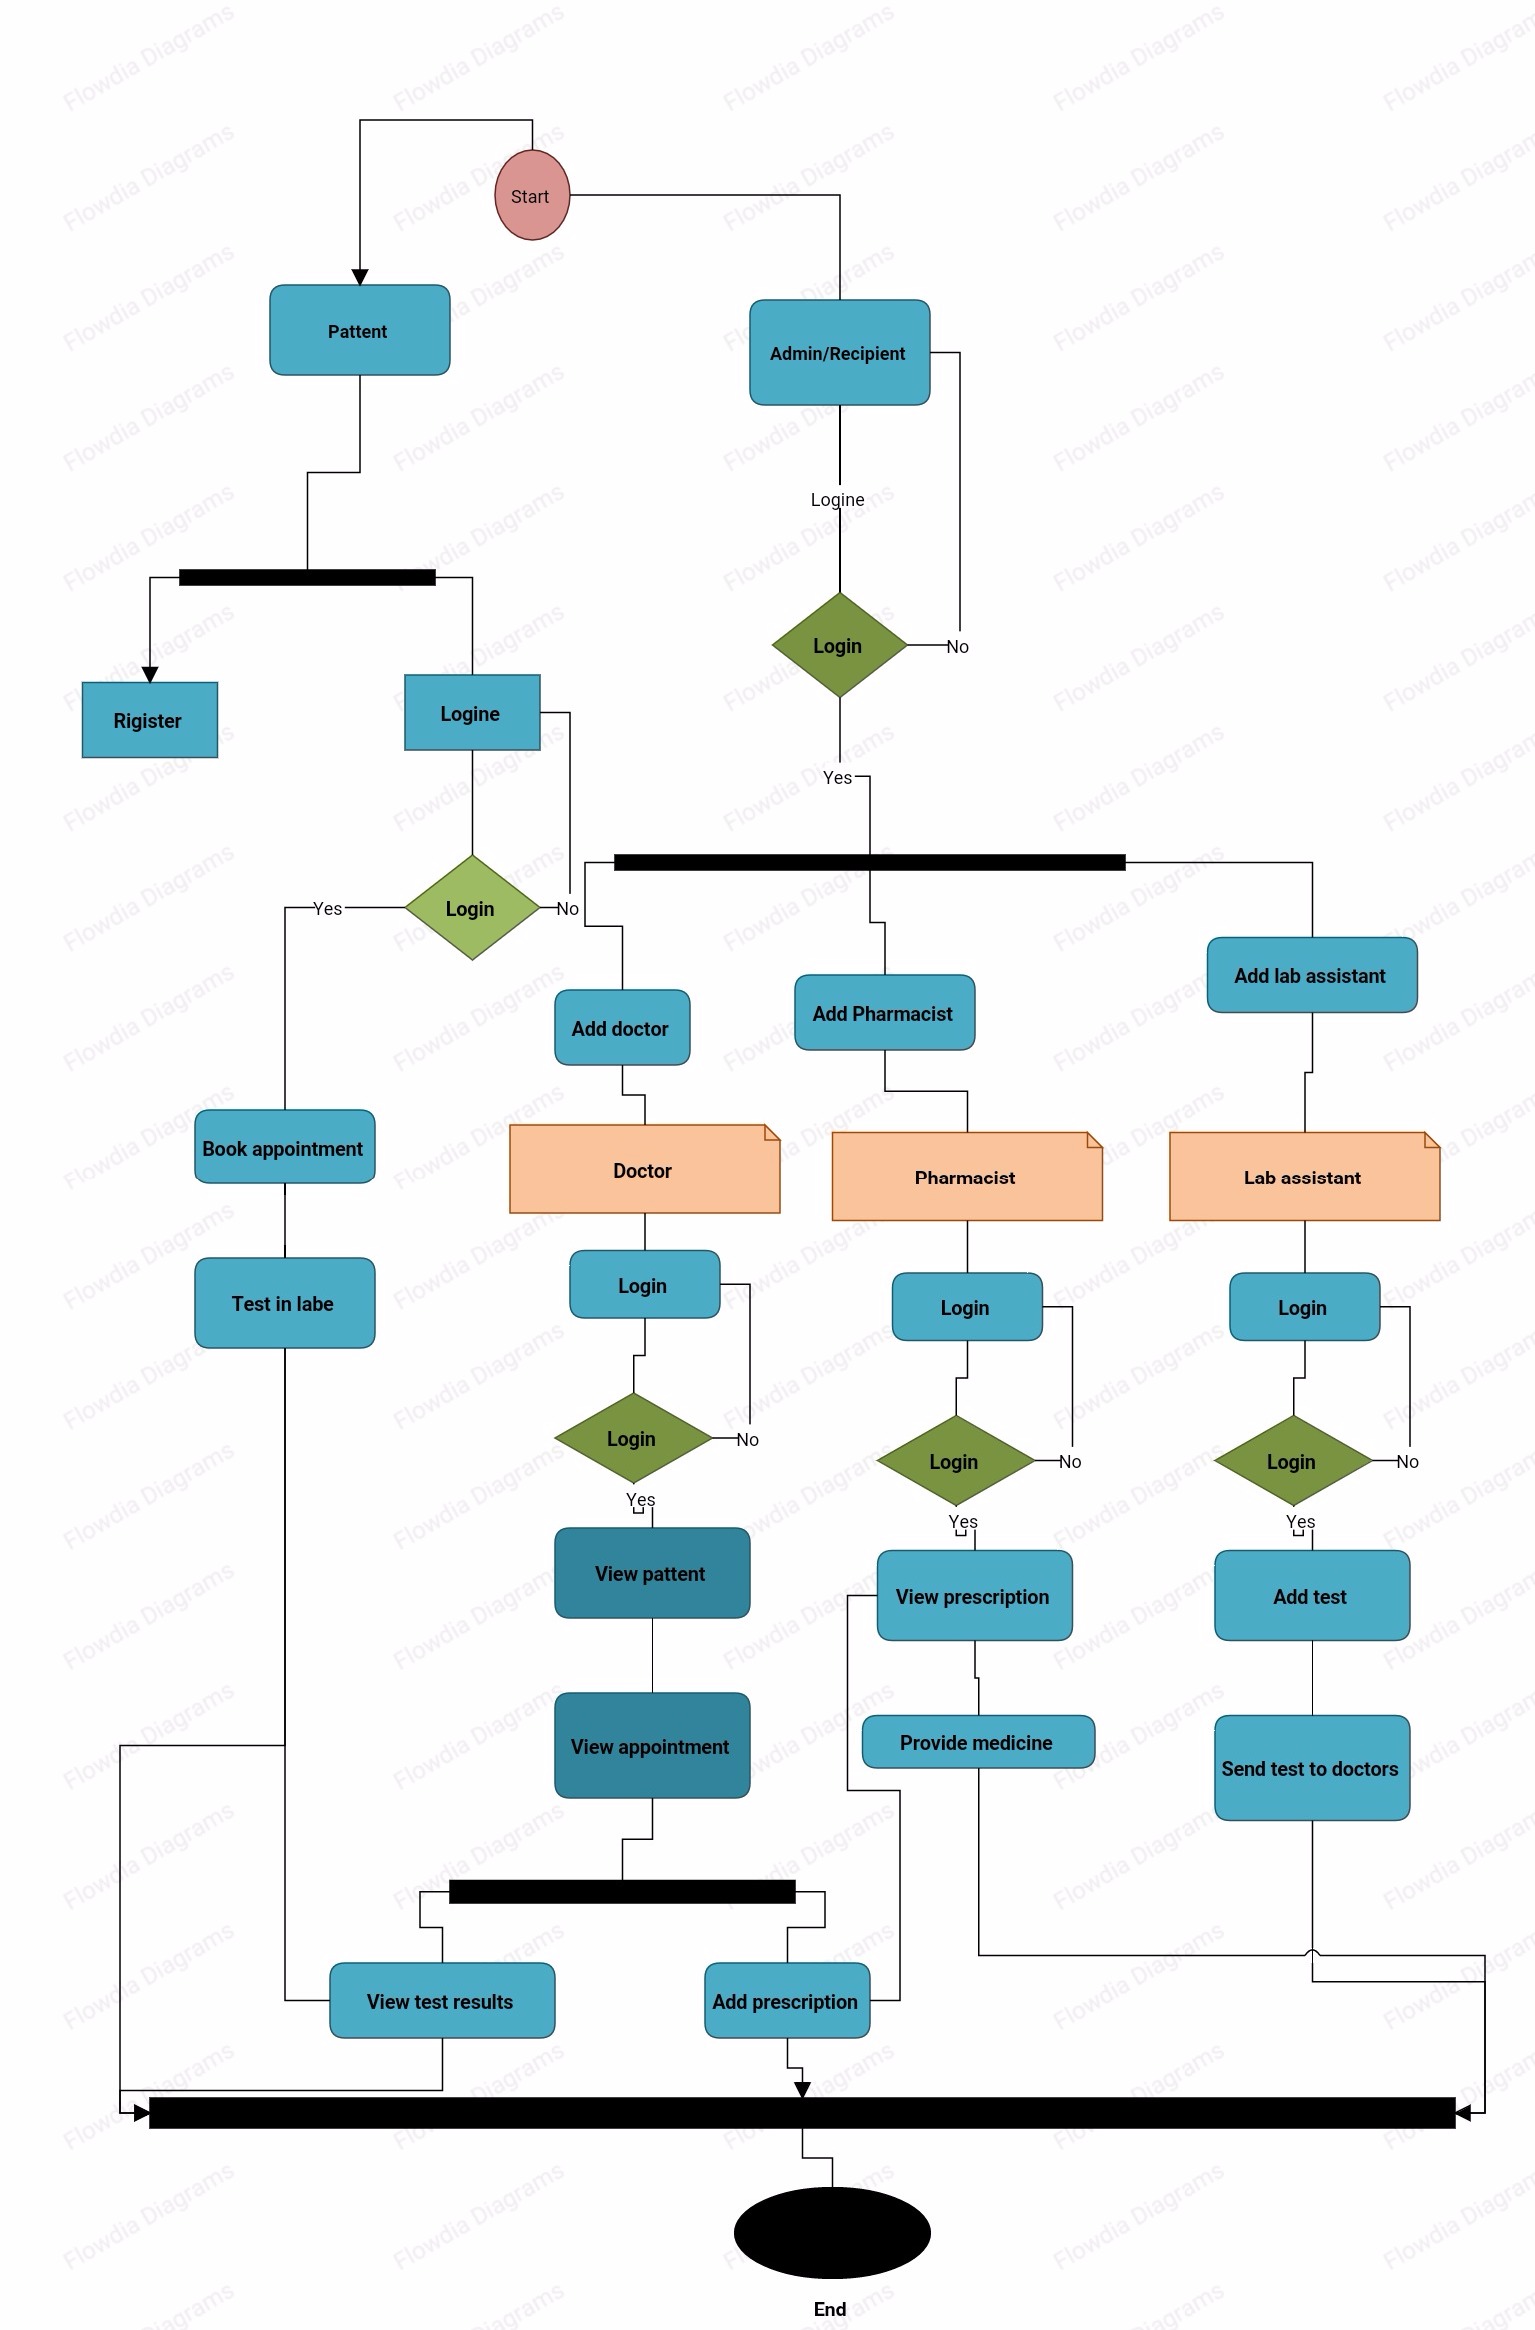 Start
Pattent
Admin/Recipient
Logine
Login
No
Rigister
Logine
Yes
Yes
Login
No
Add lab assistant
Add doctor
Add Pharmacist
Book appointment
Doctor
Pharmacist
Lab assistant
Test in labe
Login
Login
Login
Login
No
Login
No
Login
No
Yes
Yes
Yes
View pattent
View prescription
Add test
View appointment
Provide medicine
Send test to doctors
View test results
Add prescription
End
Flowdia Diagrams